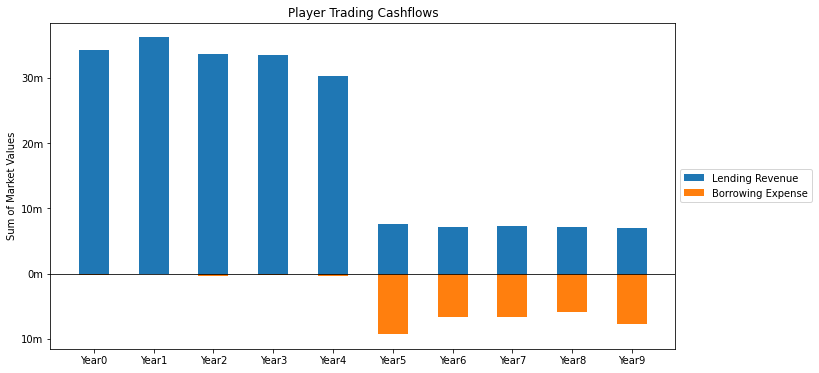 Player Trading Cashflows
Sum of Market Values
30m
20m
10m
0m
10m
Year0 Year1 Year2 Year3 Year4 Year5 Year6 Year7 Year8 Year9
Lending Revenue
Borrowing Expense